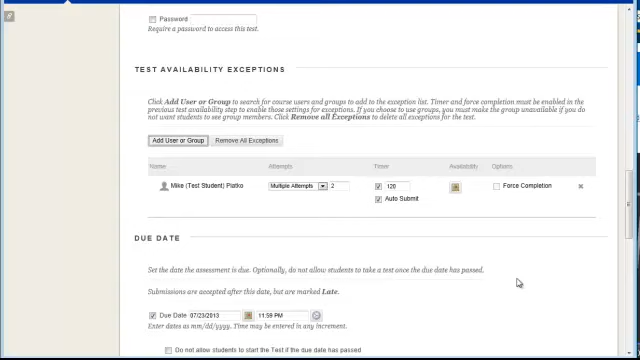 Password
Require a password to access this test.
TEST AVAILABILITY EXCEPTIONS
Click Add User or Group to search for course users and groups to add to the exception list. Timer and force completion must be enabled in the
previous test availability step to enable those settings for exceptions. If you choose to use groups, you must make the group unavailable if you do
not want students to see group members. Click Remove all Exceptions to delete all exceptions for the test.
Add User or Group Remove All Exceptions
Name Attempts Timer Availability Options
Mike (Test Student) Platko Multiple Attempts 2 120 Force Completion
Auto Submit
DUE DATE
Set the date the assessment is due. Optionally, do not allow students to take a test once the due date has passed.
Submissions are accepted after this date, but are marked Late.
Due Date 07/23/2013 11:59 PM
Enter dates as mm/dd/yyyy. Time may be entered in any increment.
Do not allow students to start the Test if the due date has passed